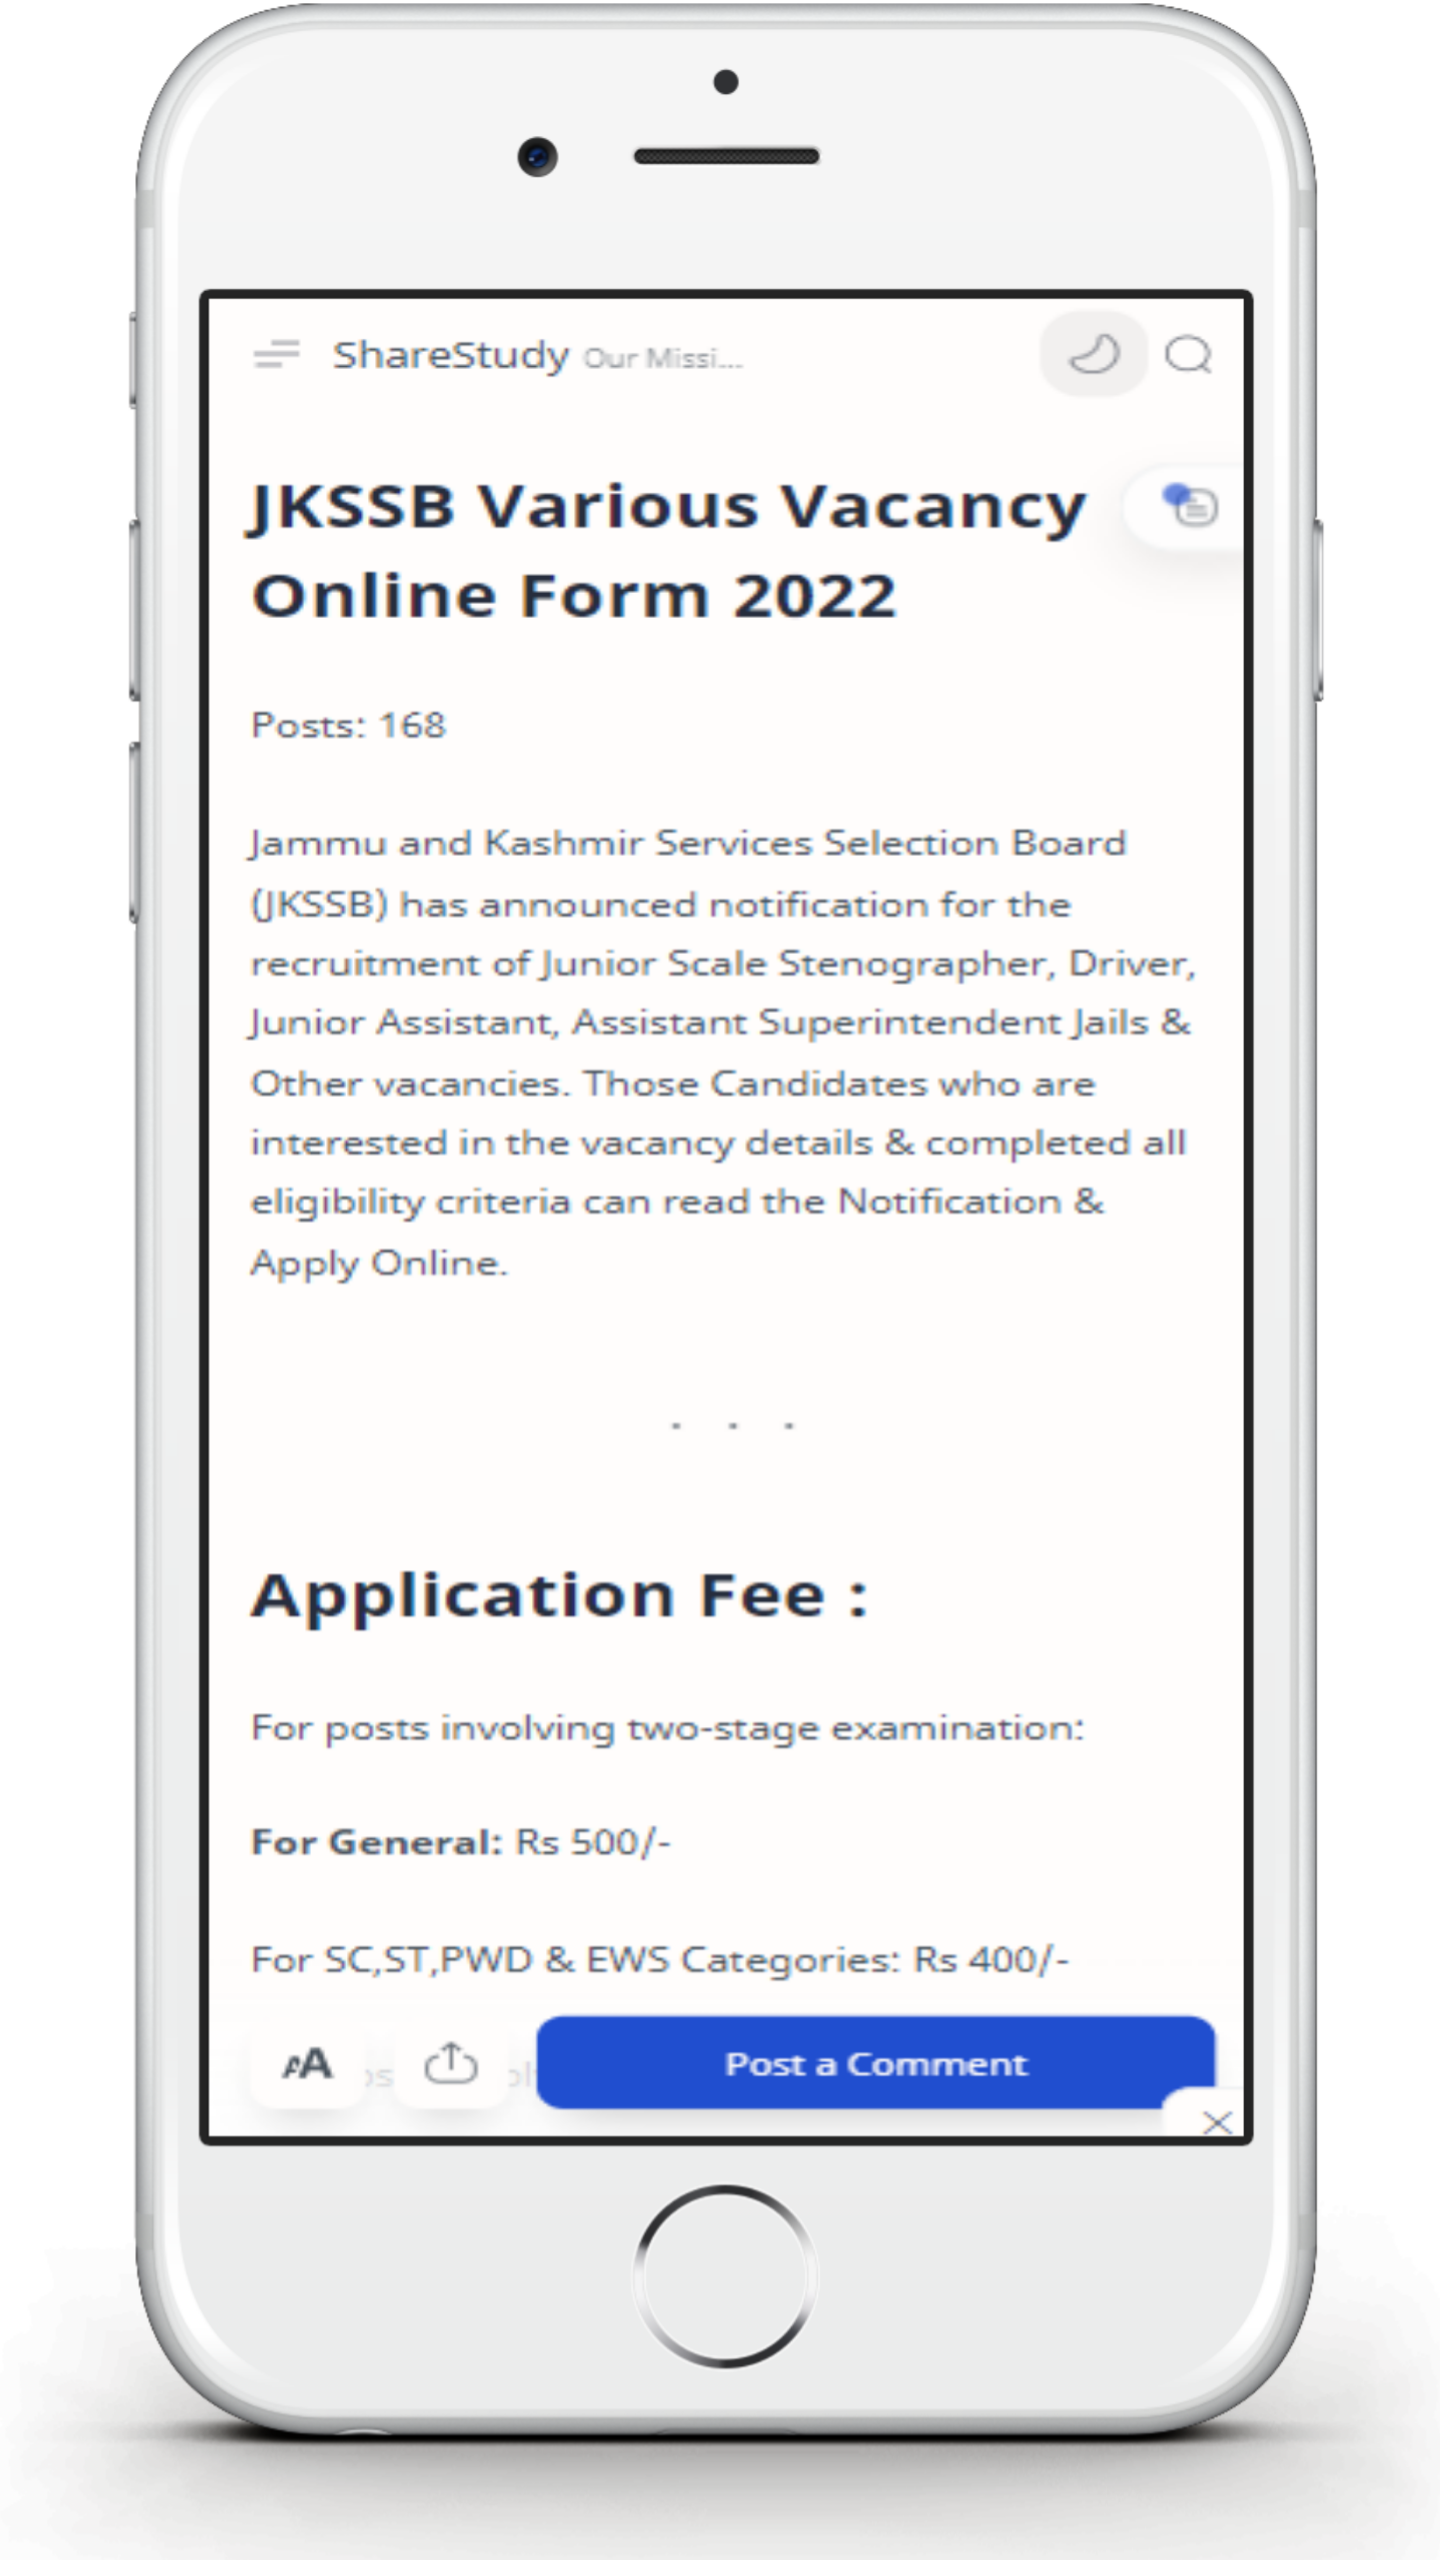 ShareStudy Our Missi...
JKSSB Various Vacancy
Online Form 2022
Posts: 168
Jammu and Kashmir Services Selection Board
(JKSSB) has announced notification for the
recruitment of Junior Scale Stenographer, Driver,
Junior Assistant, Assistant Superintendent Jails &
Other vacancies. Those Candidates who are
interested in the vacancy details & completed all
eligibility criteria can read the Notification &
Apply Online.
. . .
Application Fee :
For posts involving two-stage examination:
For General: Rs 500/-
For SC,ST,PWD & EWS Categories: Rs 400/-
AA
Post a Comment